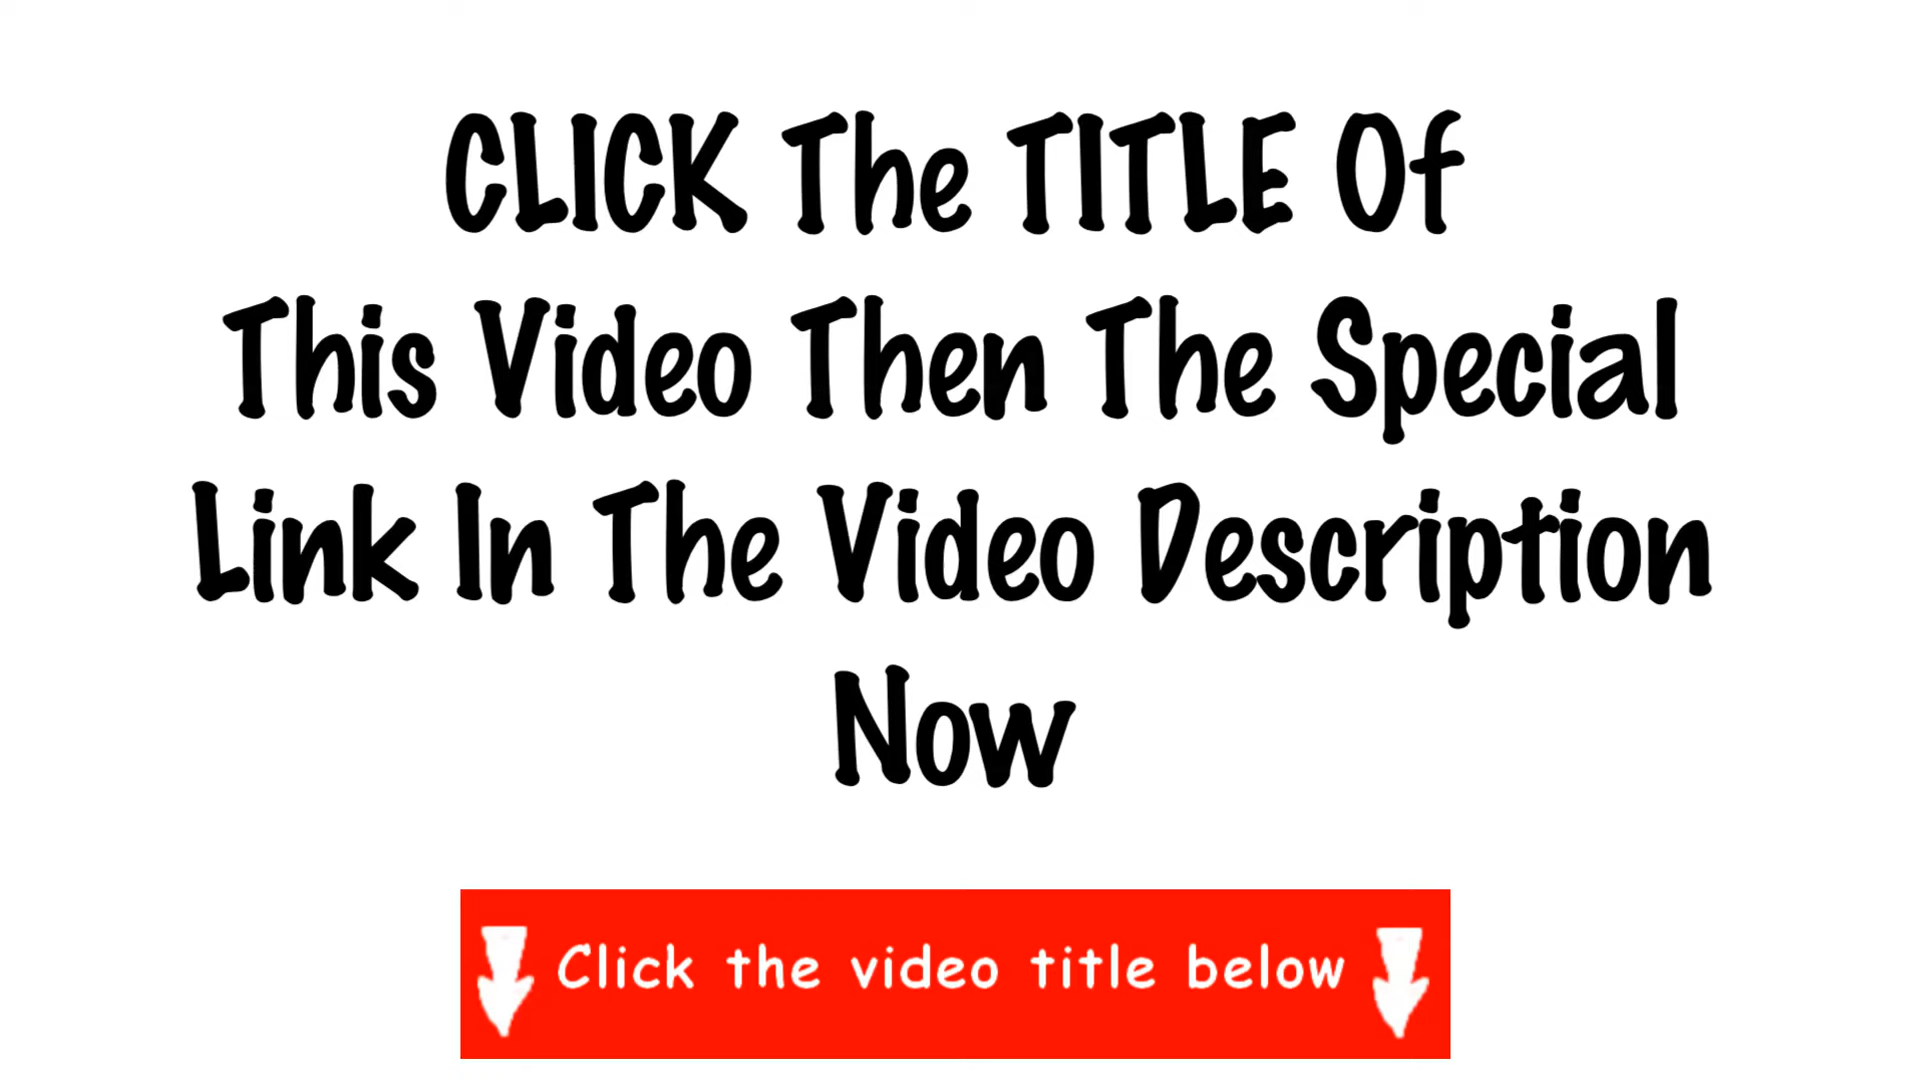 CLICK The TITLE Of
This Video Then The Special
Link In The Video Description
Now
Click the video title below